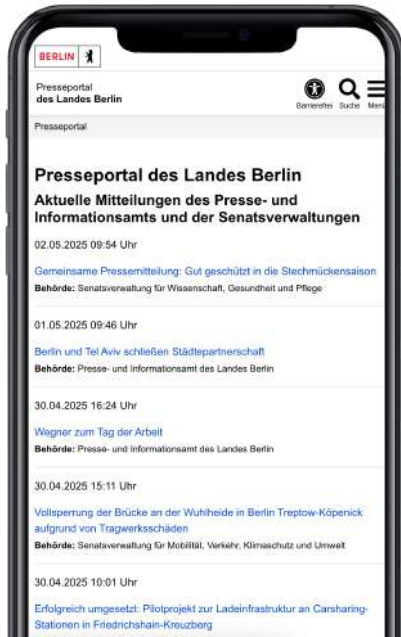 BERLIN
Presseportal
des Landes Berlin
Barrierefrei Suche Menü
Presseportal
Presseportal des Landes Berlin
Aktuelle Mitteilungen des Presse- und
Informationsamts und der Senatsverwaltungen
02.05.2025 09:54 Uhr
Gemeinsame Pressemitteilung: Gut geschützt in die Stechmückensaison
Behörde: Senatsverwaltung für Wissenschaft, Gesundheit und Pflege
01.05.2025 09:46 Uhr
Berlin und Tel Aviv schließen Städtepartnerschaft
Behörde: Presse- und Informationsamt des Landes Berlin
30.04.2025 16:24 Uhr
Wegner zum Tag der Arbeit
Behörde: Presse- und Informationsamt des Landes Berlin
30.04.2025 15:11 Uhr
Vollsperrung der Brücke an der Wuhlheide in Berlin Treptow-Köpenick
aufgrund von Tragwerksschäden
Behörde: Senatsverwaltung für Mobilität, Verkehr, Klimaschutz und Umwelt
30.04.2025 10:01 Uhr
Erfolgreich umgesetzt: Pilotprojekt zur Ladeinfrastruktur an Carsharing-
Stationen in Friedrichshain-Kreuzberg